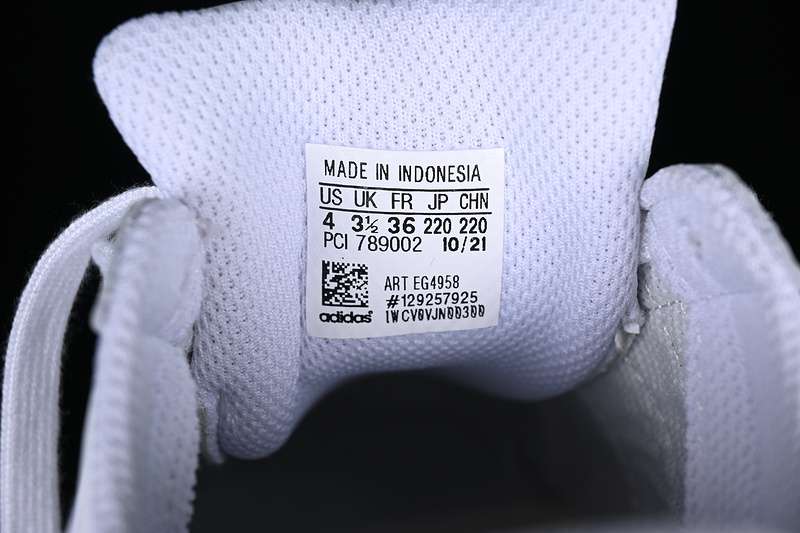 MADE IN INDONESIA
US UK FR JP CHN
4 3½ 36 220 220
PCI 789002 10/21
ART EG4958
#129257925
adidas